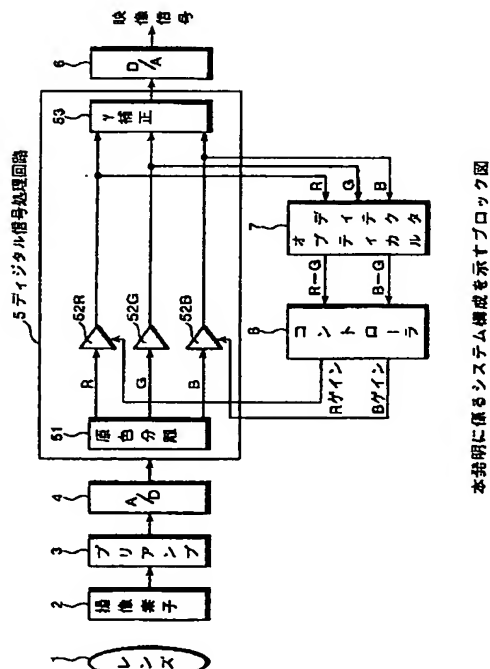 5 ディジタル信号処理回路
1
レンズ
2
撮像素子
3
プリアンプ
4
A/D
51
原色分離
R
G
B
52R
52G
52B
53
γ補正
6
D/A
映像信号
R
G
B
7
オプティカル
ディテクタ
R-G
B-G
8
コントローラ
Rゲイン
Bゲイン
本発明に係るシステム構成を示すブロック図